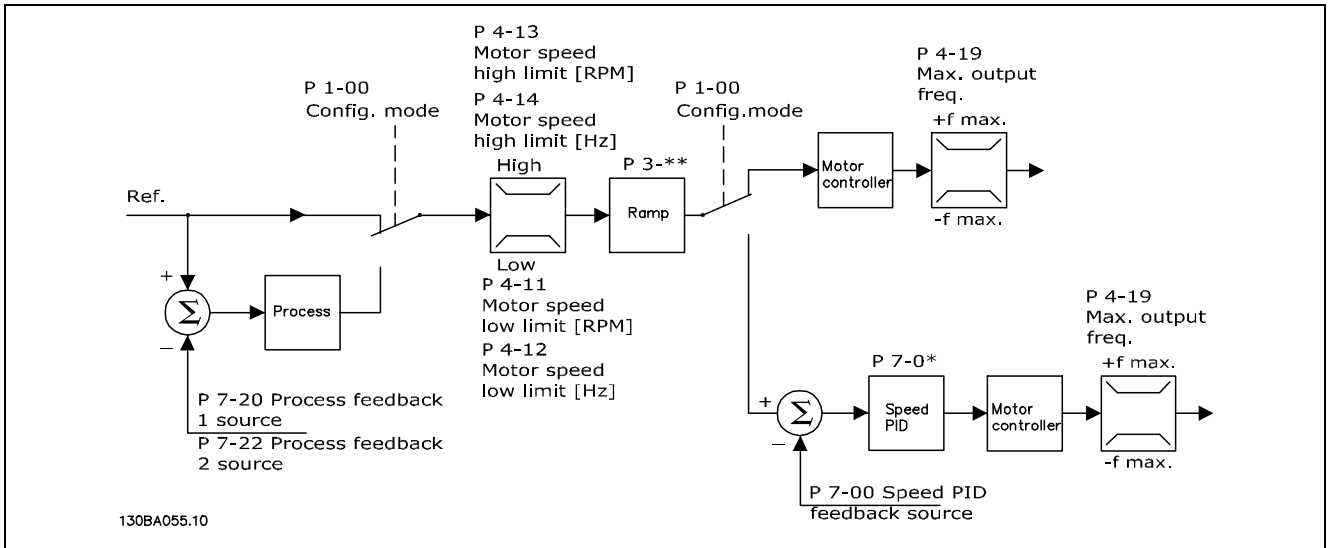 P 4-13
Motor speed
high limit [RPM]
P 4-14
Motor speed
high limit [Hz]
P 1-00
Config. mode
P 1-00
Config.mode
P 4-19
Max. output
freq.
+f max.
-f max.
Motor
controller
High
Low
P 3-**
Ramp
Ref.
+
Σ
−
Process
P 4-11
Motor speed
low limit [RPM]
P 4-12
Motor speed
low limit [Hz]
P 7-20 Process feedback
1 source
P 7-22 Process feedback
2 source
P 7-0*
+
Σ
−
Speed
PID
Motor
controller
P 4-19
Max. output
freq.
+f max.
-f max.
P 7-00 Speed PID
feedback source
130BA055.10